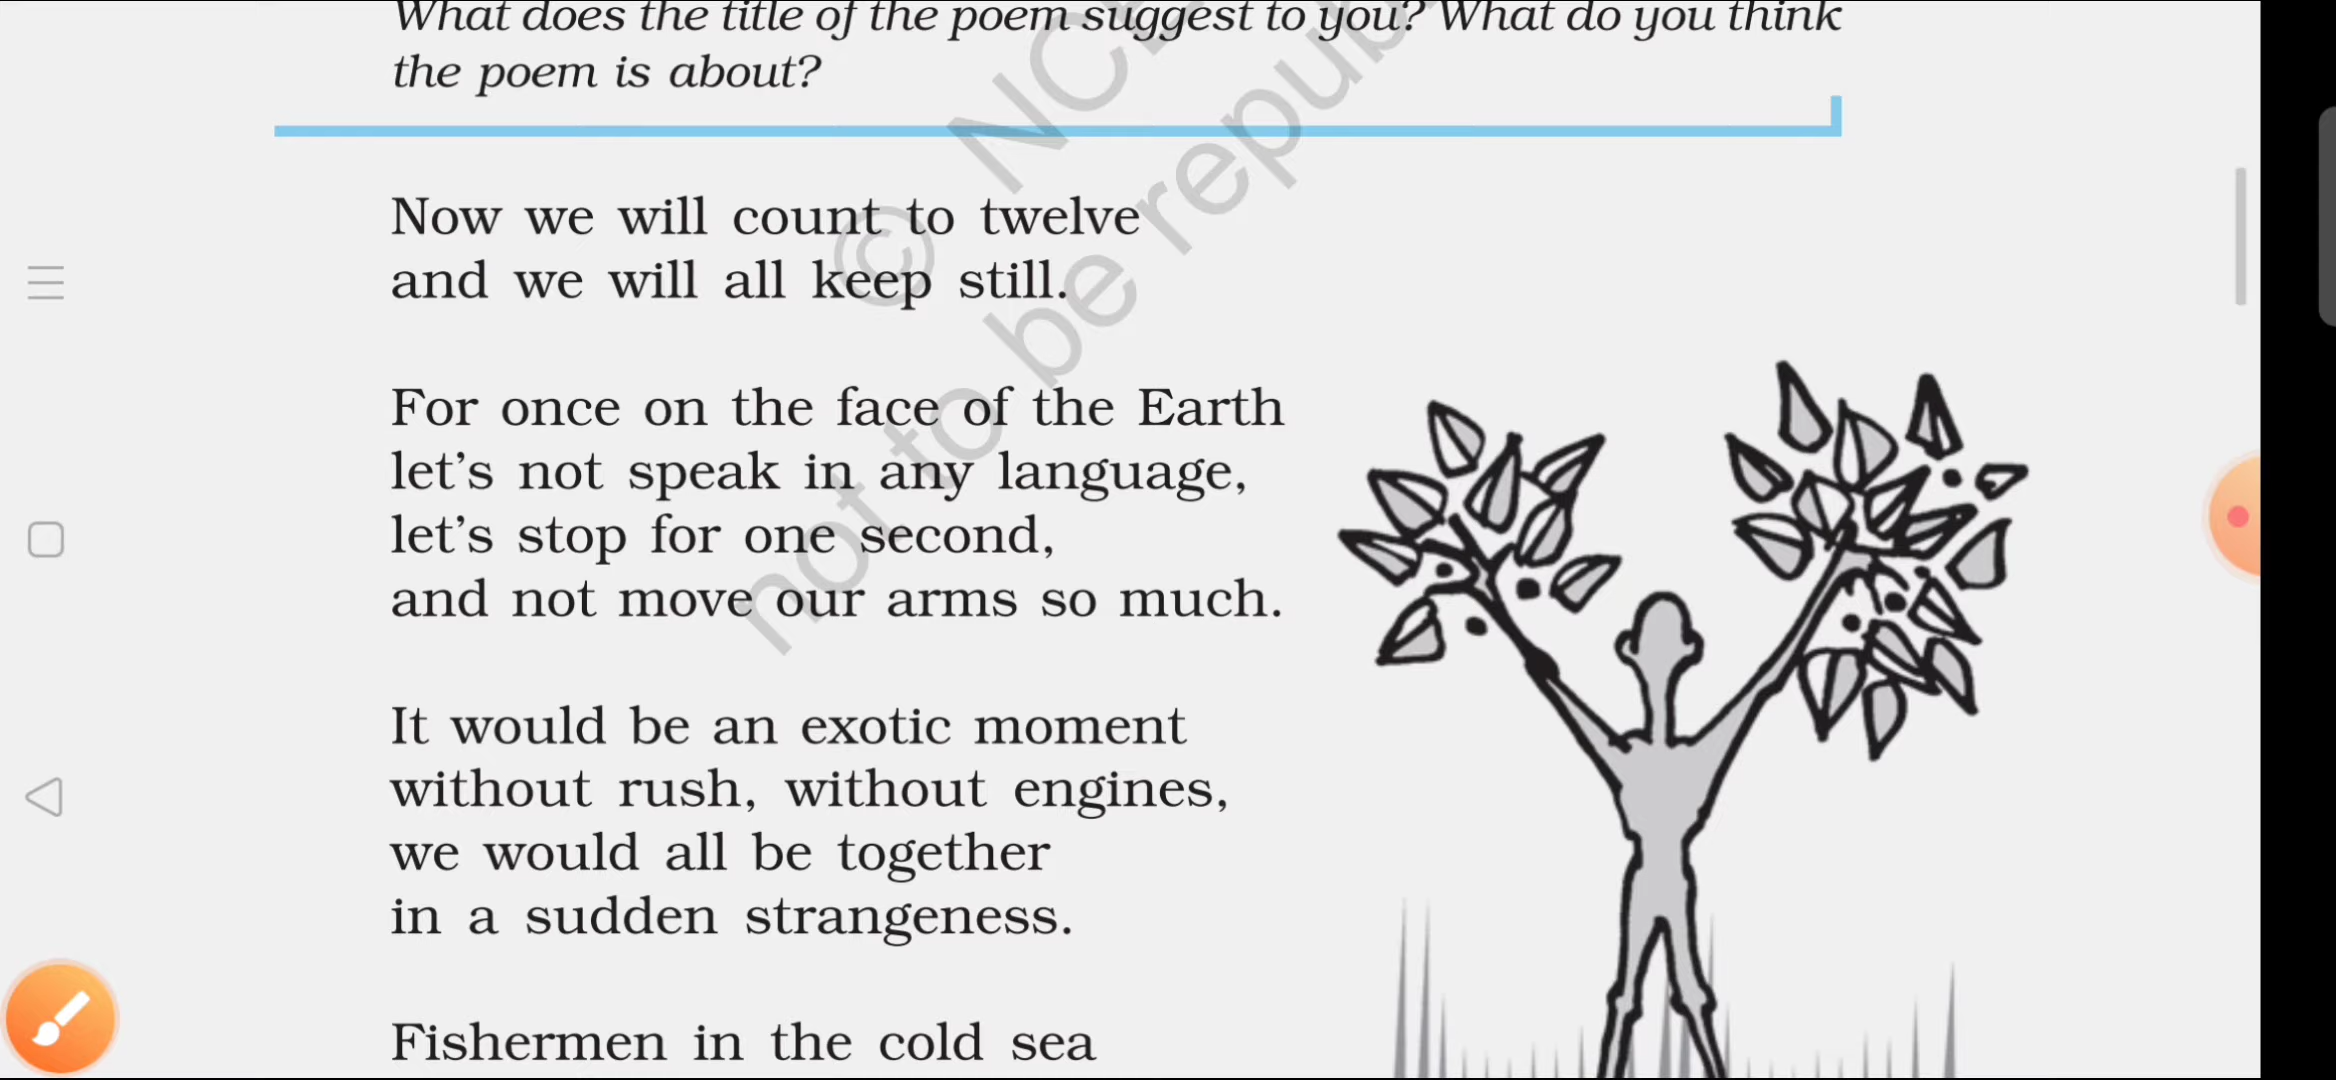 What does the title of the poem suggest to you? What do you think
the poem is about?
Now we will count to twelve
and we will all keep still.
For once on the face of the Earth
let’s not speak in any language,
let’s stop for one second,
and not move our arms so much.
It would be an exotic moment
without rush, without engines,
we would all be together
in a sudden strangeness.
Fishermen in the cold sea
©
not to be